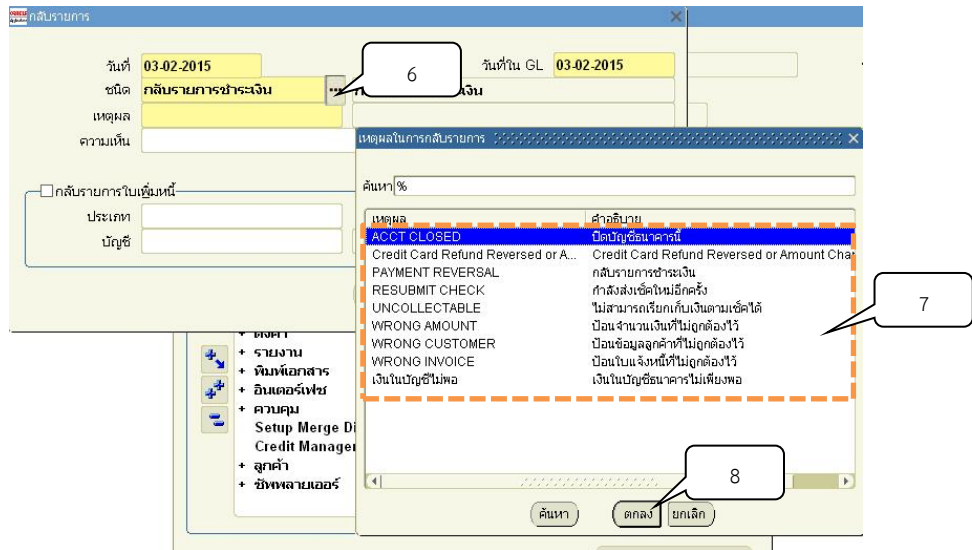 กลับรายการ
วันที่ 03-02-2015 วันที่ใน GL 03-02-2015
ชนิด กลับรายการชำระเงิน
6
เหตุผล
ความเห็น
กลับรายการใบเพิ่มหนี้
ประเภท
บัญชี
เหตุผลในการกลับรายการ
ค้นหา %
เหตุผล คำอธิบาย
ACCT CLOSED ปิดบัญชีธนาคารนี้
Credit Card Refund Reversed or A... Credit Card Refund Reversed or Amount Cha
PAYMENT REVERSAL กลับรายการชำระเงิน
RESUBMIT CHECK กำลังส่งเช็คใหม่อีกครั้ง
UNCOLLECTABLE ไม่สามารถเรียกเก็บเงินตามเช็คได้
WRONG AMOUNT ป้อนจำนวนเงินที่ไม่ถูกต้องไว้
WRONG CUSTOMER ป้อนข้อมูลลูกค้าที่ไม่ถูกต้องไว้
WRONG INVOICE ป้อนใบแจ้งหนี้ที่ไม่ถูกต้องไว้
เงินในบัญชีไม่พอ เงินในบัญชีธนาคารไม่เพียงพอ
7
8
ค้นหา ตกลง ยกเลิก
+ รายงาน
+ พิมพ์เอกสาร
+ อินเตอร์เฟซ
+ ควบคุม
Setup Merge Di
Credit Manager
+ ลูกค้า
+ ซัพพลายเออร์